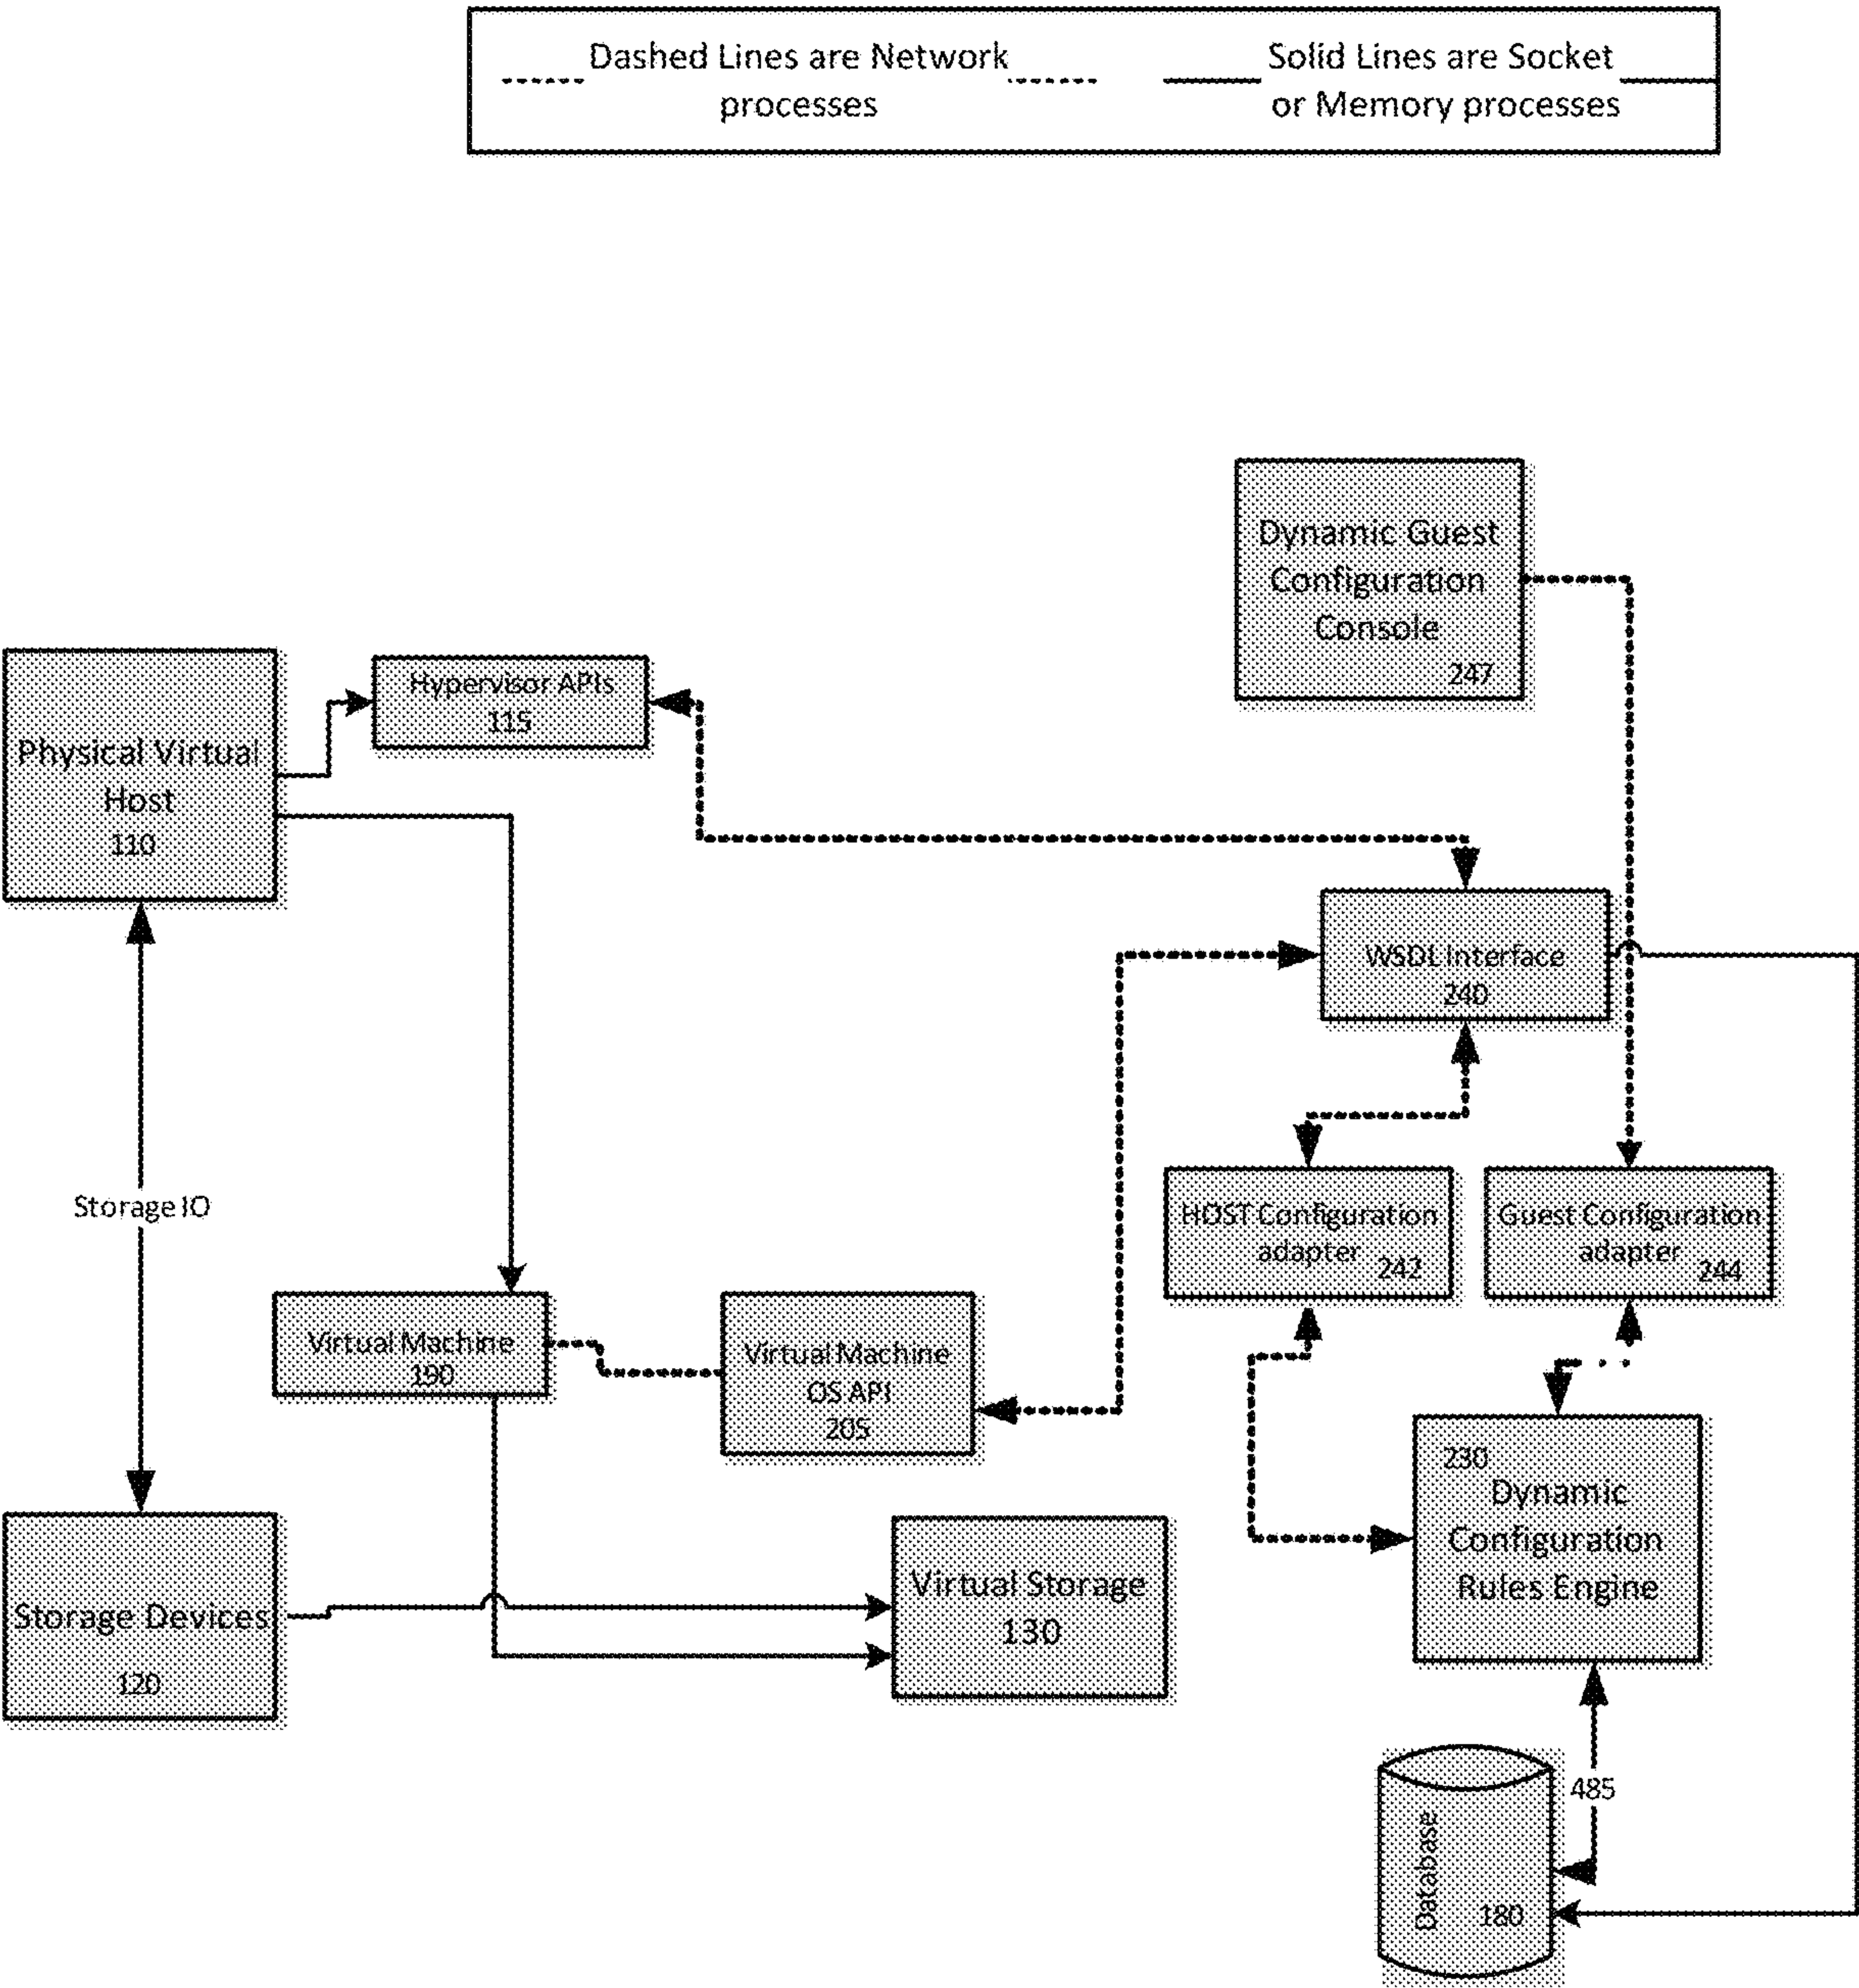 Dashed Lines are Network
processes
Solid Lines are Socket
or Memory processes
Dynamic Guest
Configuration
Console
247
Hypervisor APIs
115
Physical Virtual
Host
110
WSDL Interface
240
Storage IO
HOST Configuration
adapter 242
Guest Configuration
adapter 244
Virtual Machine
190
Virtual Machine
OS API
205
230
Dynamic
Configuration
Rules Engine
Virtual Storage
130
Storage Devices
120
485
Database
180